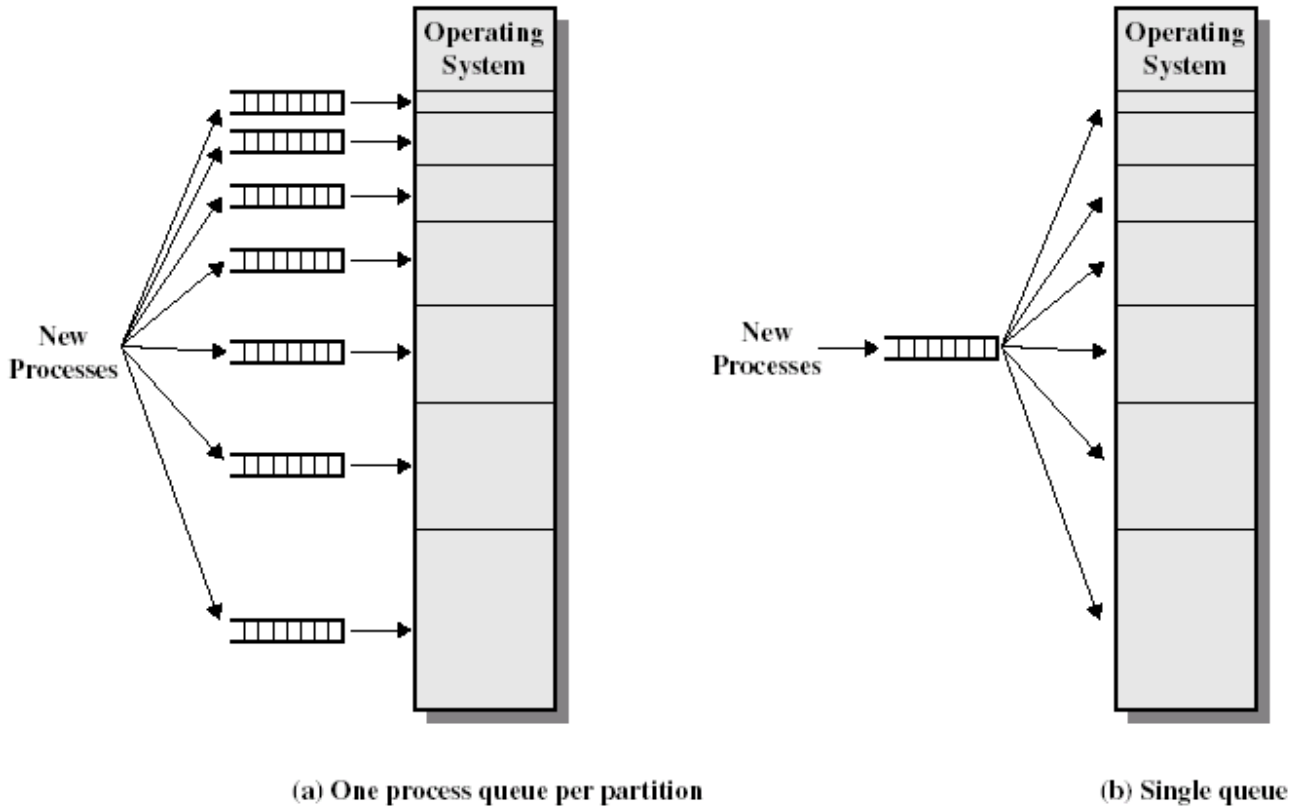 Operating
System
New
Processes
(a) One process queue per partition
Operating
System
New
Processes
(b) Single queue